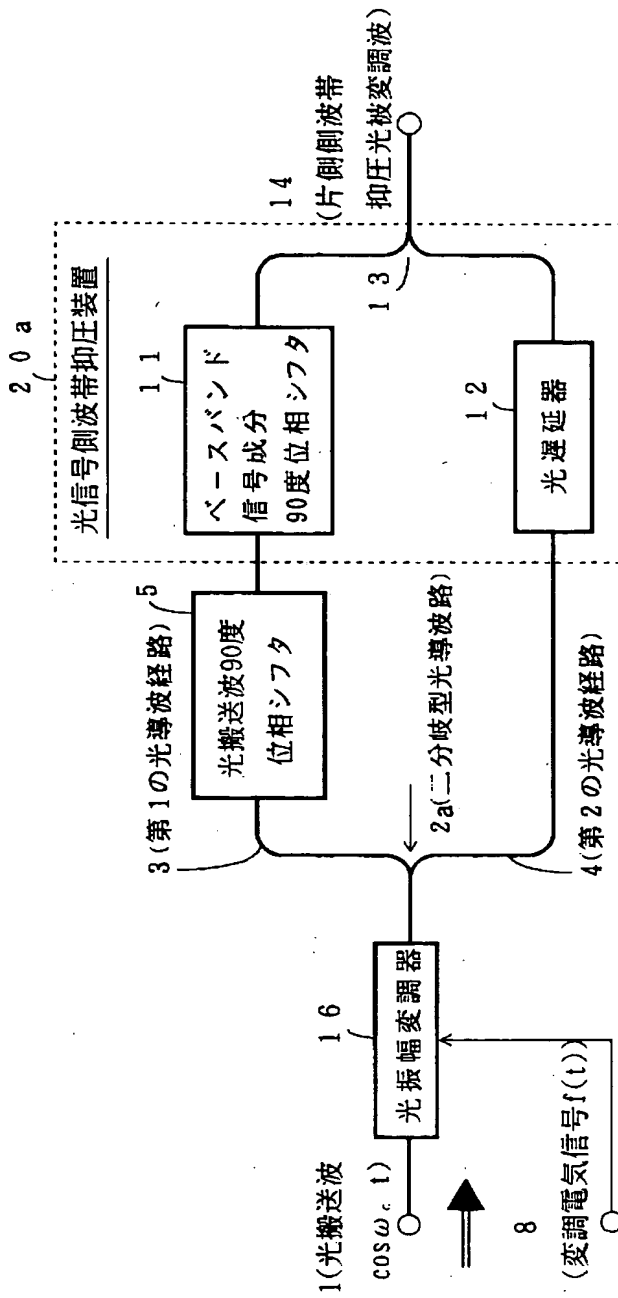 1(光搬送波
cosω_c t)
8
(変調電気信号f(t))
16
光振幅変調器
2a(二分岐型光導波路)
3(第1の光導波経路)
4(第2の光導波経路)
5
光搬送波90度
位相シフタ
20a
光信号側波帯抑圧装置
11
ベースバンド
信号成分
90度位相シフタ
12
光遅延器
13
14
(片側側波帯
抑圧光被変調波)